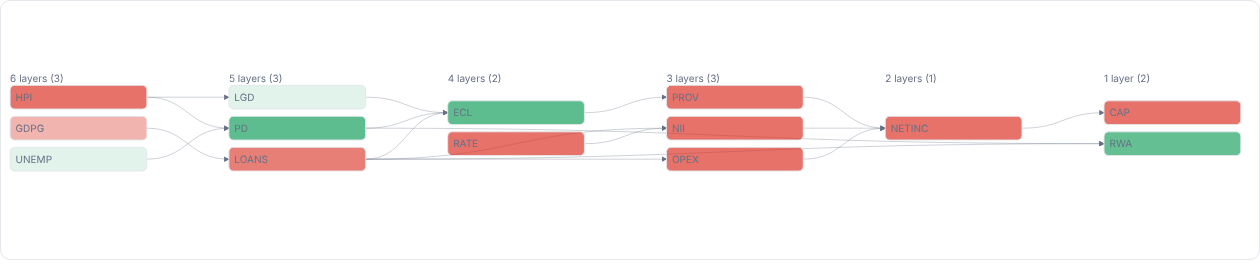 6 layers (3)
HPI
GDPG
UNEMP
5 layers (3)
LGD
PD
LOANS
4 layers (2)
ECL
RATE
3 layers (3)
PROV
NII
OPEX
2 layers (1)
NETINC
1 layer (2)
CAP
RWA